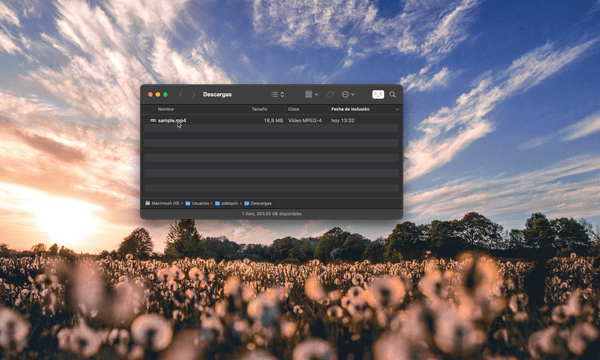 Descargas
Nombre Tamaño Clase Fecha de inclusión
sample.mp4 16,8 MB Vídeo MPEG-4 hoy 13:32
Macintosh HD › Usuarios › sdelquin › Descargas
1 ítem, 303,05 GB disponibles